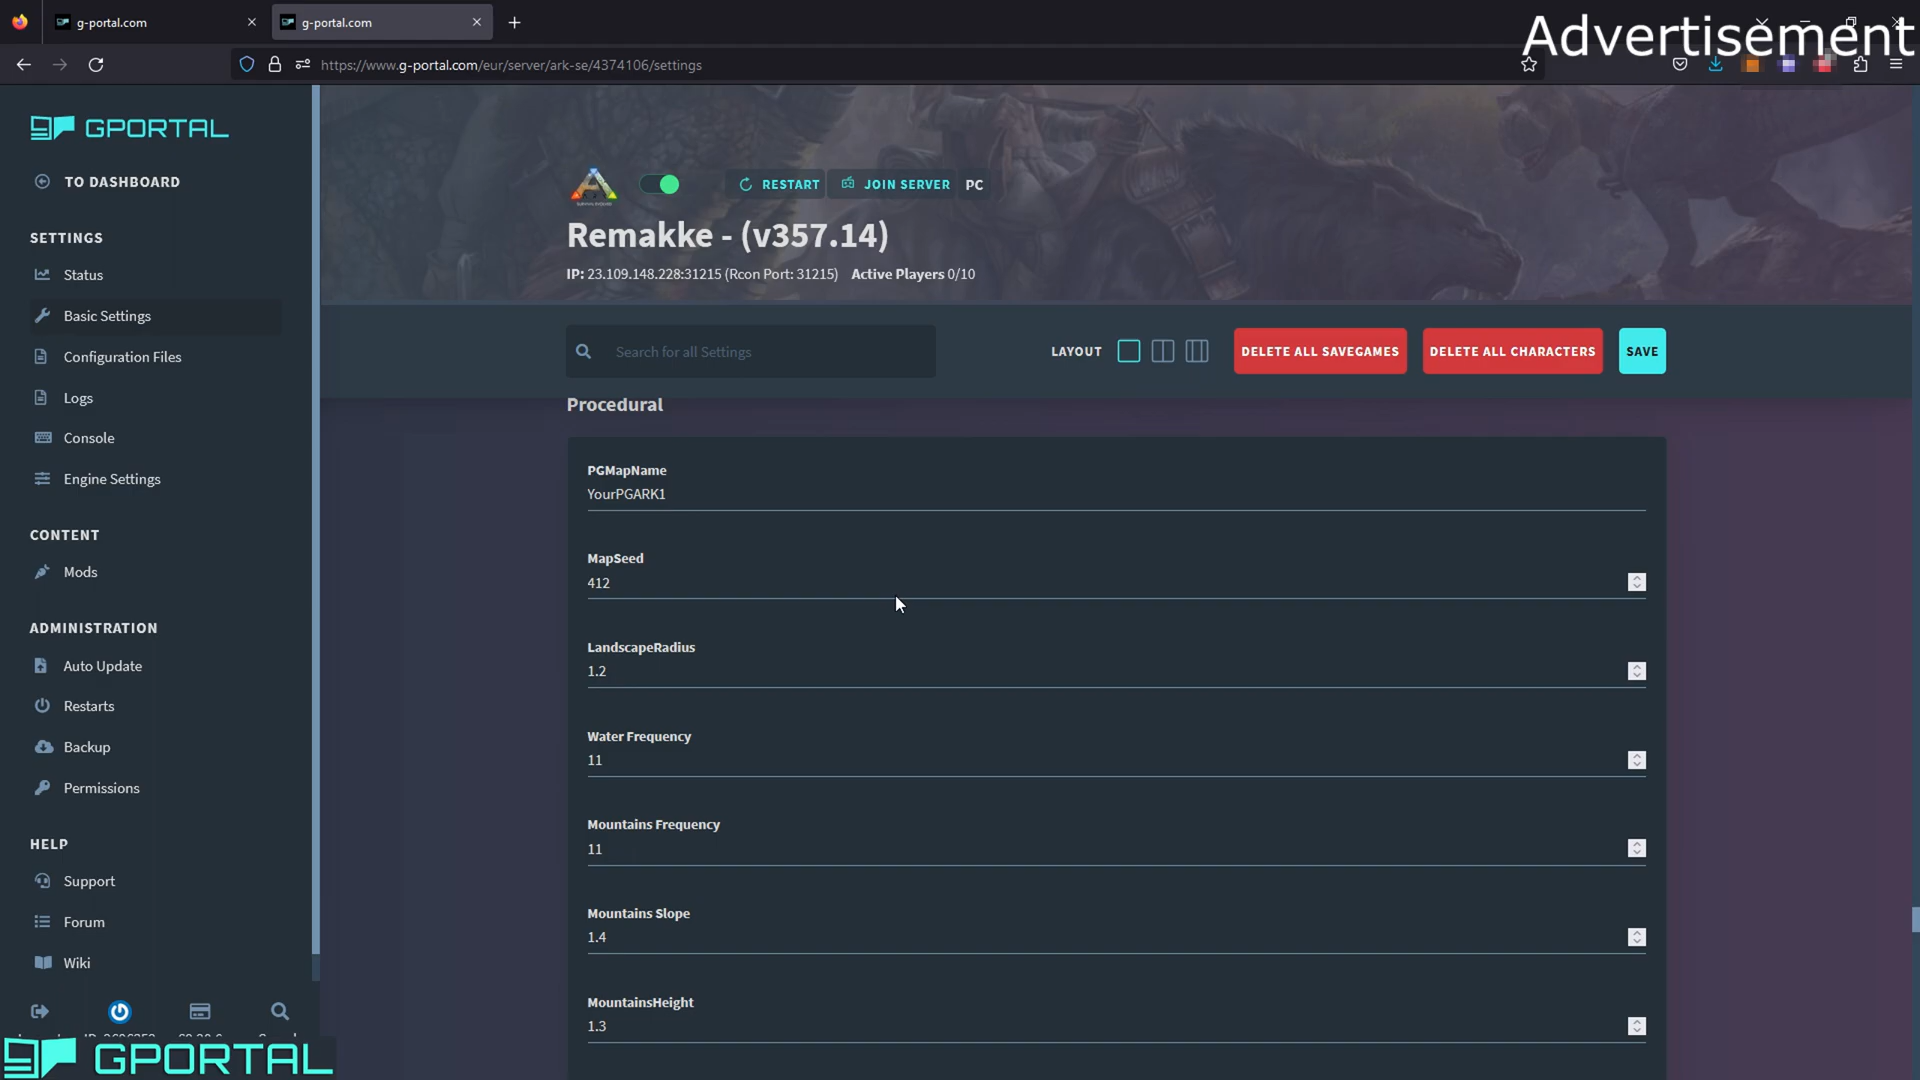 g-portal.com
g-portal.com
Advertisement
https://www.g-portal.com/eur/server/ark-se/4374106/settings
GPORTAL
TO DASHBOARD
SETTINGS
Status
Basic Settings
Configuration Files
Logs
Console
Engine Settings
CONTENT
Mods
ADMINISTRATION
Auto Update
Restarts
Backup
Permissions
HELP
Support
Forum
Wiki
GPORTAL
RESTART
JOIN SERVER
PC
Remakke - (v357.14)
IP: 23.109.148.228:31215 (Rcon Port: 31215) Active Players 0/10
Search for all Settings
LAYOUT
DELETE ALL SAVEGAMES
DELETE ALL CHARACTERS
SAVE
Procedural
PGMapName
YourPGARK1
MapSeed
412
LandscapeRadius
1.2
Water Frequency
11
Mountains Frequency
11
Mountains Slope
1.4
MountainsHeight
1.3